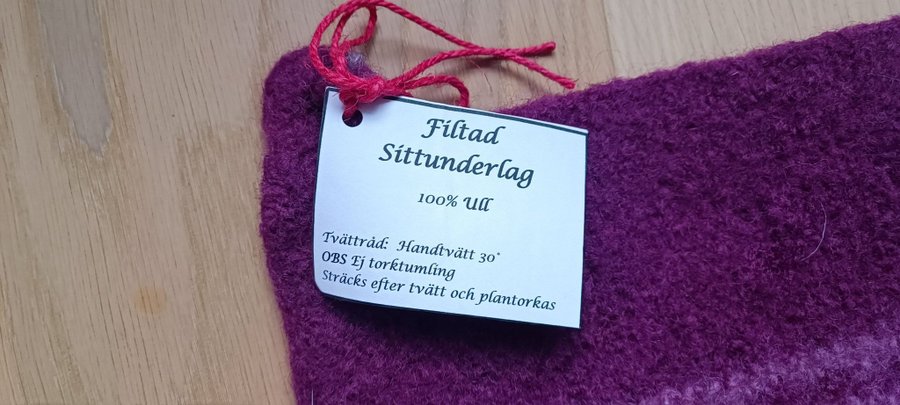 Filtad
Sittunderlag
100% Ull
Tvättråd: Handtvätt 30°
OBS Ej torktumling
Sträcks efter tvätt och plantorkas